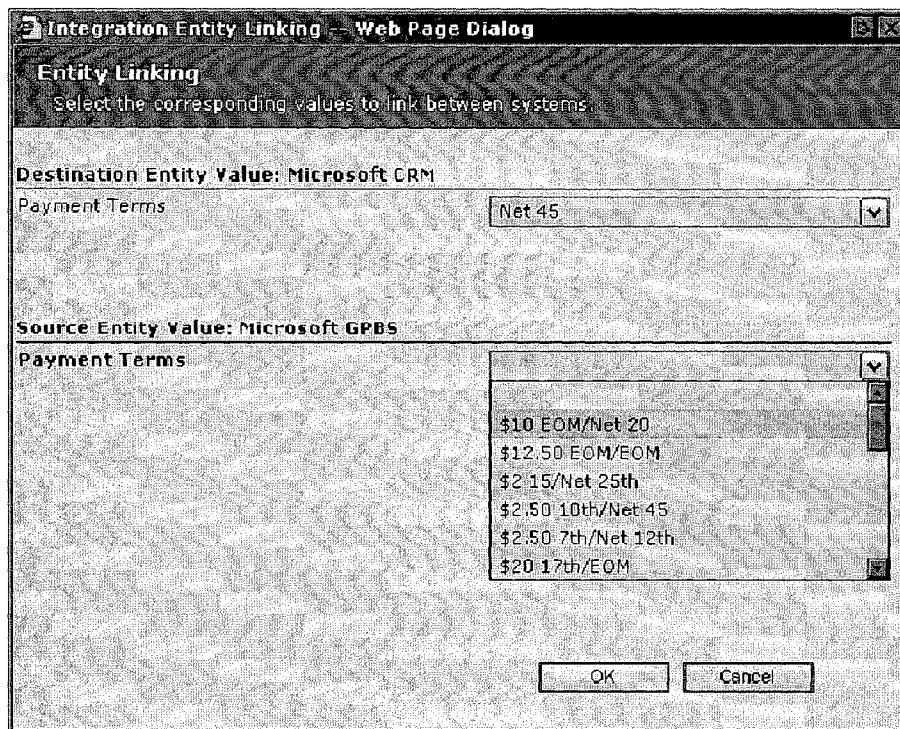 Integration Entity Linking -- Web Page Dialog
Entity Linking
Select the corresponding values to link between systems.
Destination Entity Value: Microsoft CRM
Payment Terms
Net 45
Source Entity Value: Microsoft GPBS
Payment Terms
$10 EOM/Net 20
$12.50 EOM/EOM
$2 15/Net 25th
$2.50 10th/Net 45
$2.50 7th/Net 12th
$20 17th/EOM
OK
Cancel